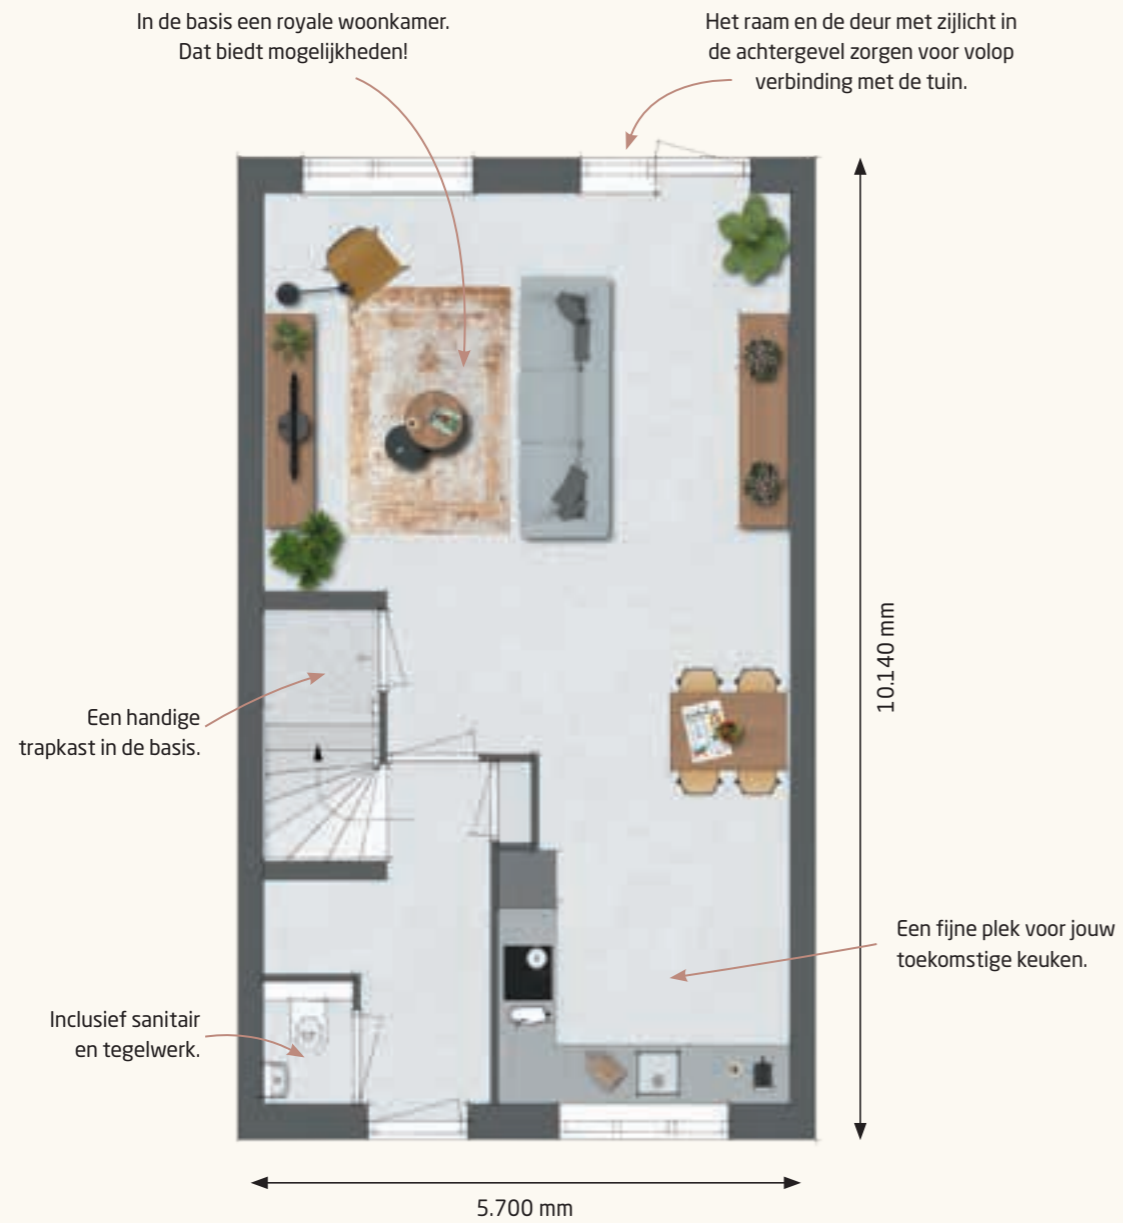 In de basis een royale woonkamer.
Dat biedt mogelijkheden!
Het raam en de deur met zijlicht in
de achtergevel zorgen voor volop
verbinding met de tuin.
10.140 mm
Een handige
trapkast in de basis.
Een fijne plek voor jouw
toekomstige keuken.
Inclusief sanitair
en tegelwerk.
5.700 mm